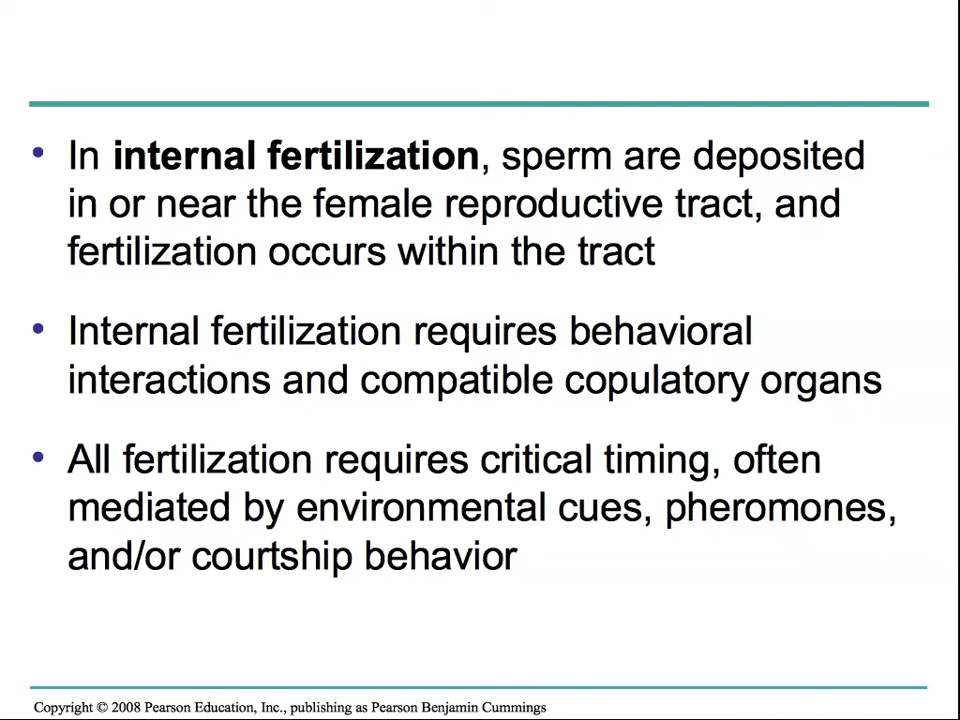 • In internal fertilization, sperm are deposited
in or near the female reproductive tract, and
fertilization occurs within the tract
• Internal fertilization requires behavioral
interactions and compatible copulatory organs
• All fertilization requires critical timing, often
mediated by environmental cues, pheromones,
and/or courtship behavior
Copyright © 2008 Pearson Education, Inc., publishing as Pearson Benjamin Cummings